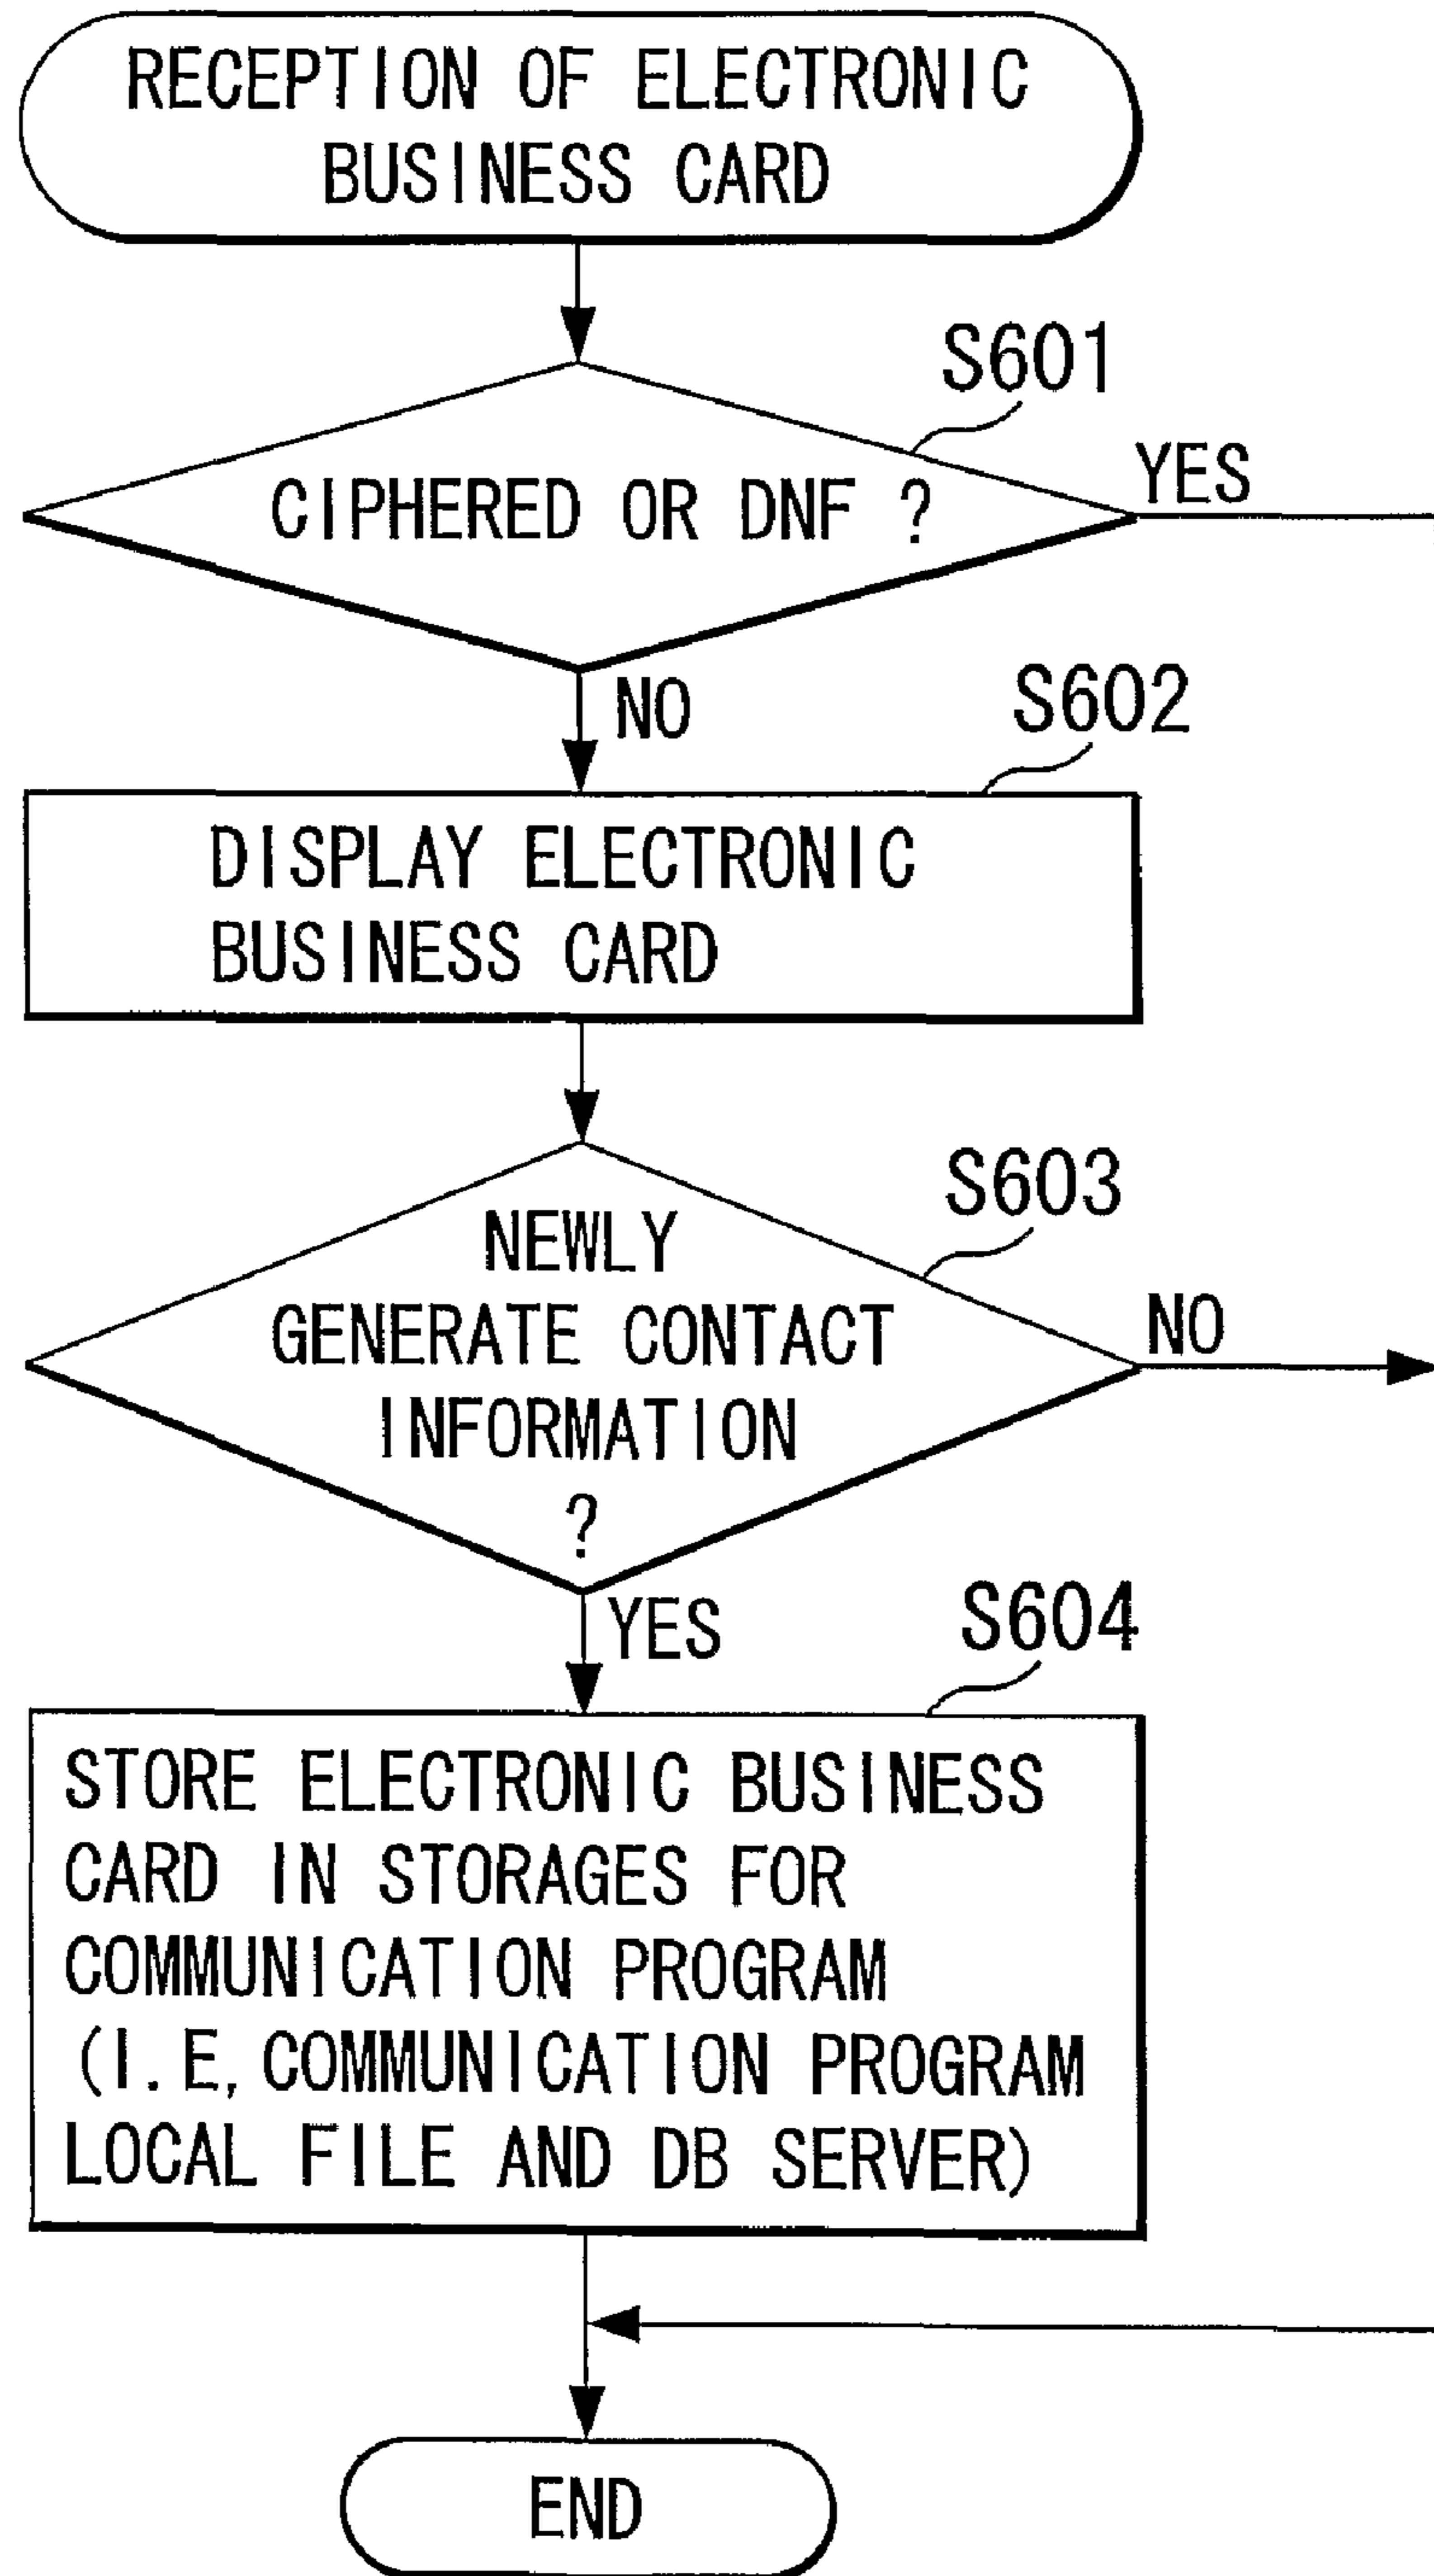 RECEPTION OF ELECTRONIC
BUSINESS CARD
S601
CIPHERED OR DNF ?
YES
NO
S602
DISPLAY ELECTRONIC
BUSINESS CARD
S603
NEWLY
GENERATE CONTACT
INFORMATION
?
NO
YES
S604
STORE ELECTRONIC BUSINESS
CARD IN STORAGES FOR
COMMUNICATION PROGRAM
(I.E,COMMUNICATION PROGRAM
LOCAL FILE AND DB SERVER)
END